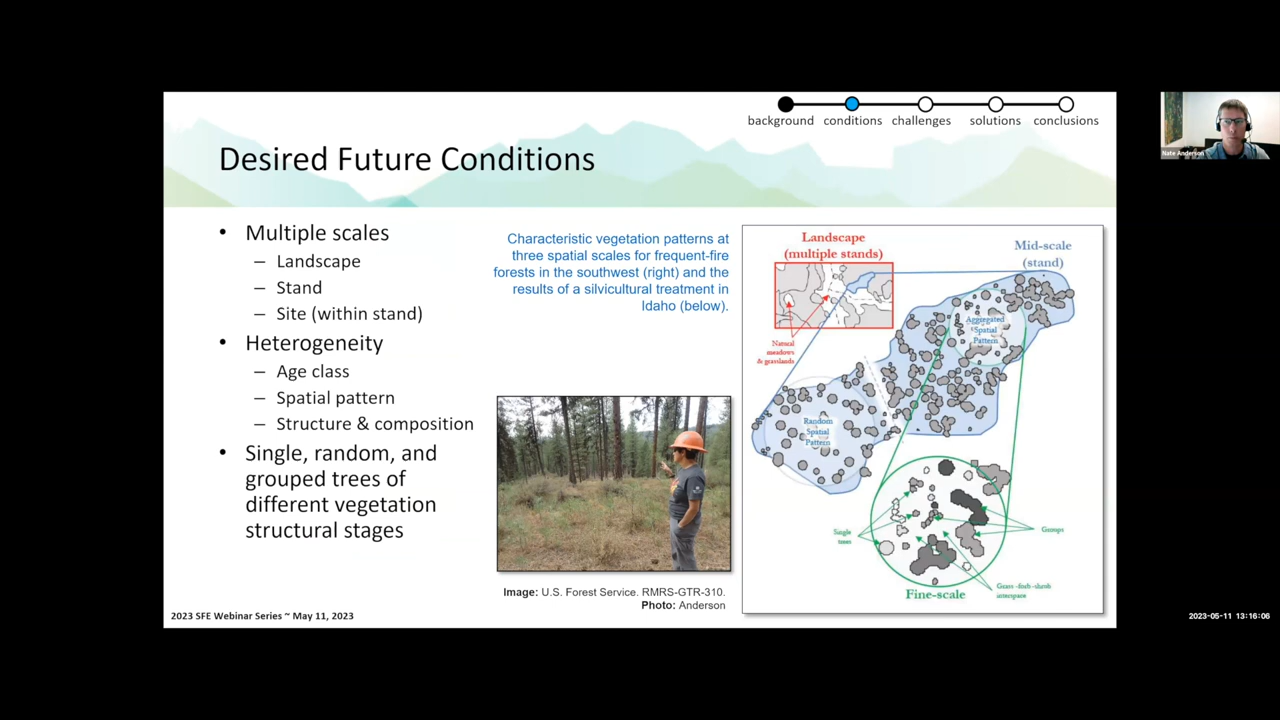 background conditions challenges solutions conclusions
Desired Future Conditions
• Multiple scales
– Landscape
– Stand
– Site (within stand)
• Heterogeneity
– Age class
– Spatial pattern
– Structure & composition
• Single, random, and
grouped trees of
different vegetation
structural stages
Characteristic vegetation patterns at
three spatial scales for frequent-fire
forests in the southwest (right) and the
results of a silvicultural treatment in
Idaho (below).
Image: U.S. Forest Service. RMRS-GTR-310.
Photo: Anderson
Landscape
(multiple stands)
Mid-scale
(stand)
Natural
meadows
& grasslands
Aggregated
Spatial
Pattern
Random
Spatial
Pattern
Single
trees
Groups
Grass-forb-shrub
interspace
Fine-scale
2023 SFE Webinar Series ~ May 11, 2023
Nate Anderson
2023-05-11 13:16:06